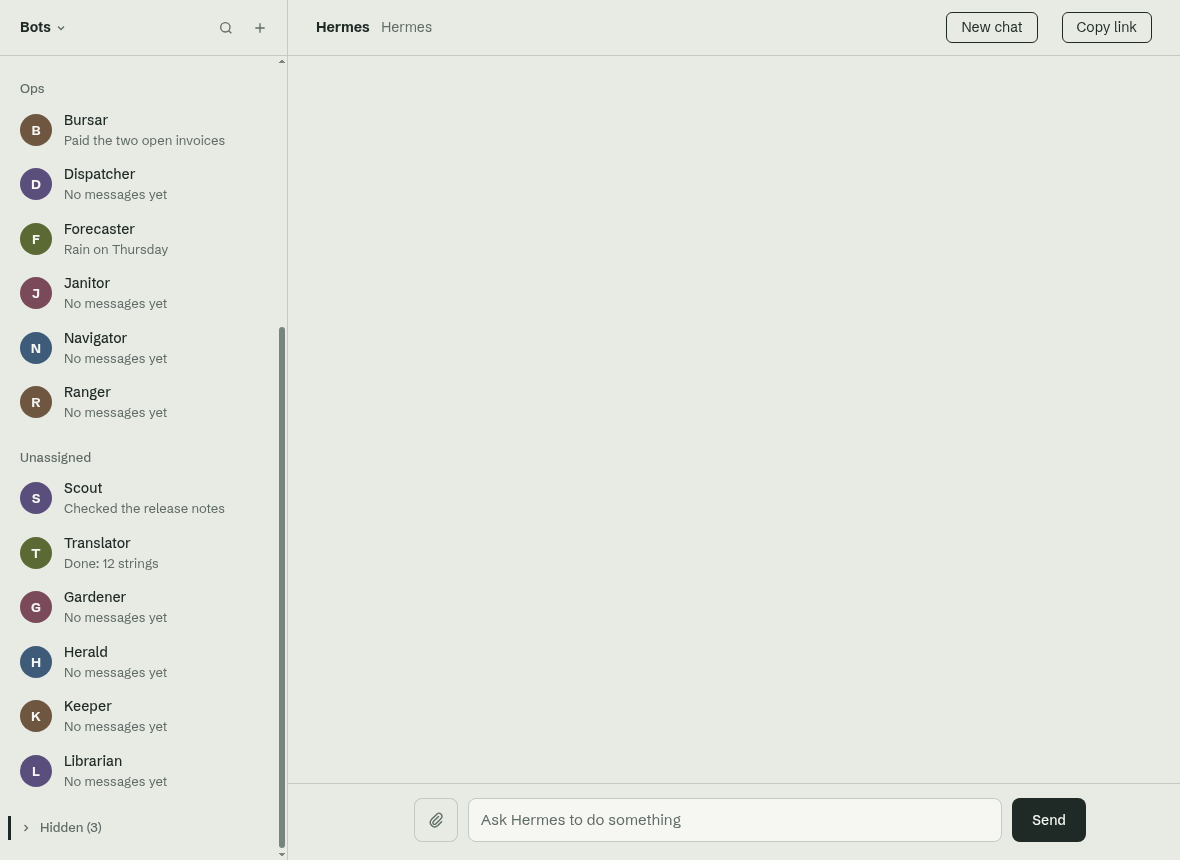 Bots
Ops
B
Bursar
Paid the two open invoices
D
Dispatcher
No messages yet
F
Forecaster
Rain on Thursday
J
Janitor
No messages yet
N
Navigator
No messages yet
R
Ranger
No messages yet
Unassigned
S
Scout
Checked the release notes
T
Translator
Done: 12 strings
G
Gardener
No messages yet
H
Herald
No messages yet
K
Keeper
No messages yet
L
Librarian
No messages yet
Hidden (3)
Hermes Hermes
New chat
Copy link
Ask Hermes to do something
Send